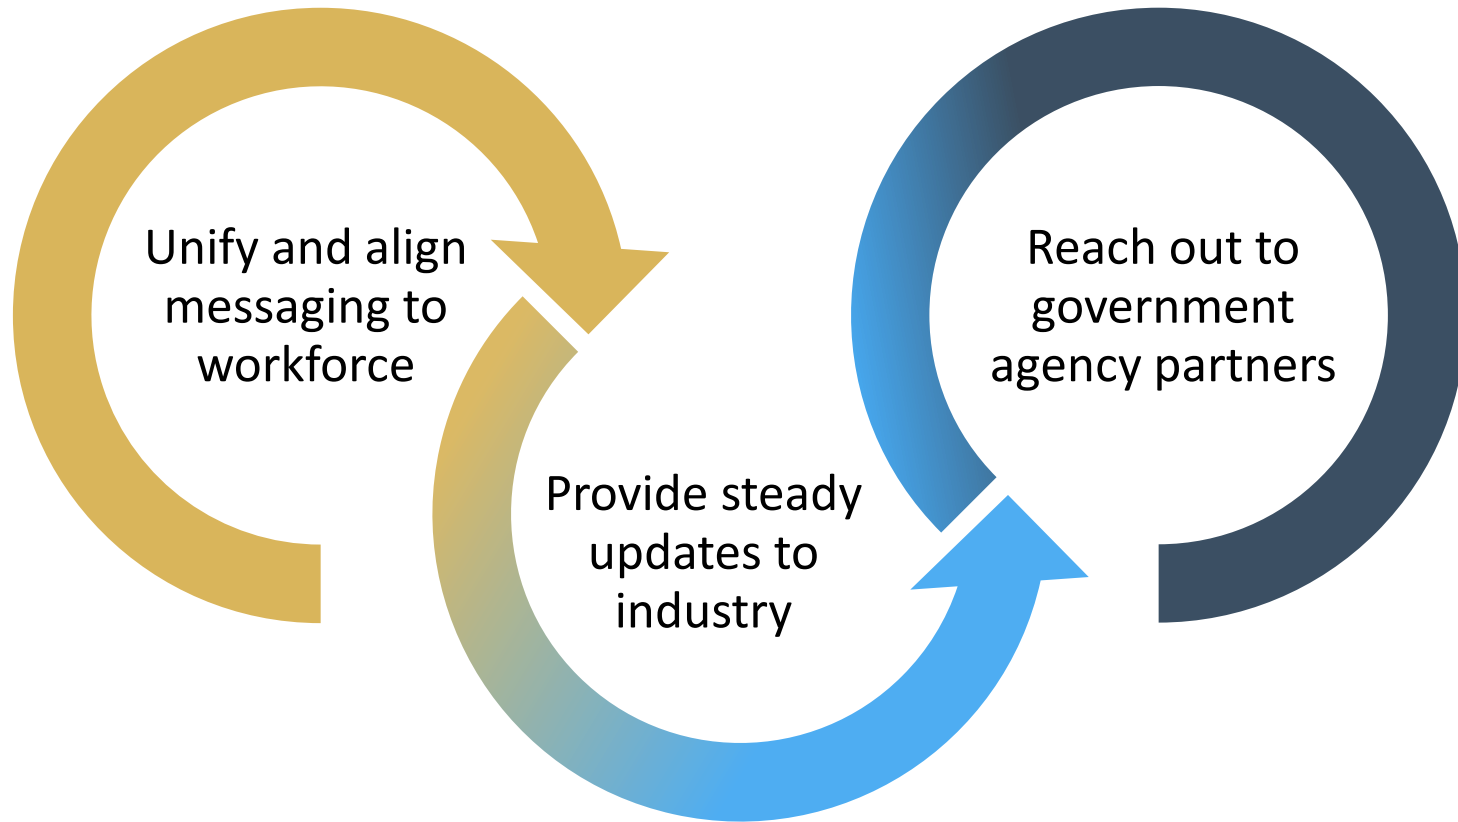 Unify and align
messaging to
workforce
Provide steady
updates to
industry
Reach out to
government
agency partners